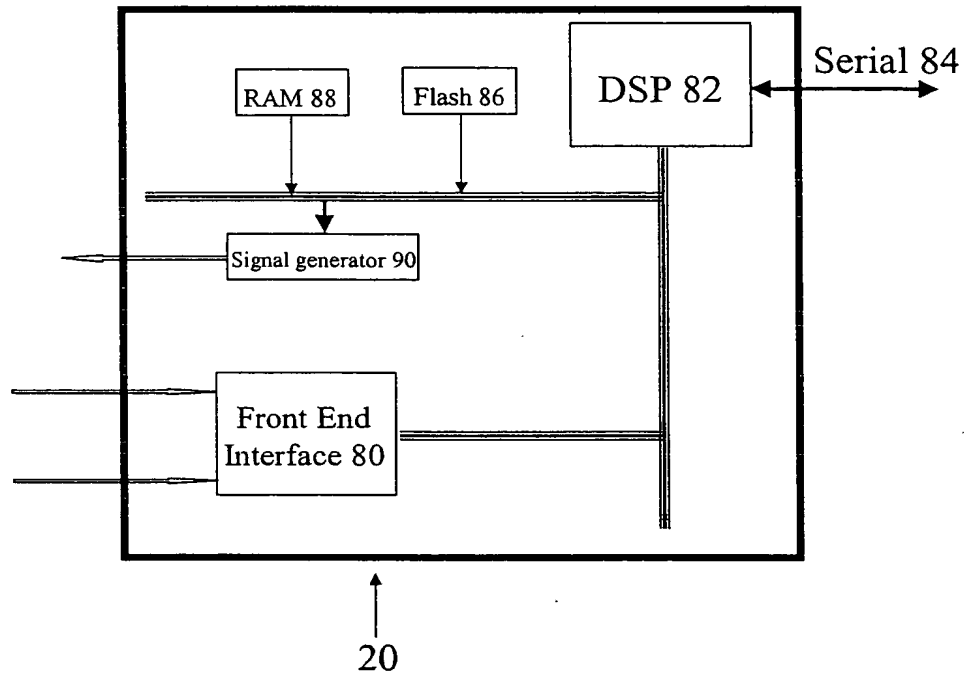 Serial 84
DSP 82
RAM 88
Flash 86
Signal generator 90
Front End
Interface 80
20